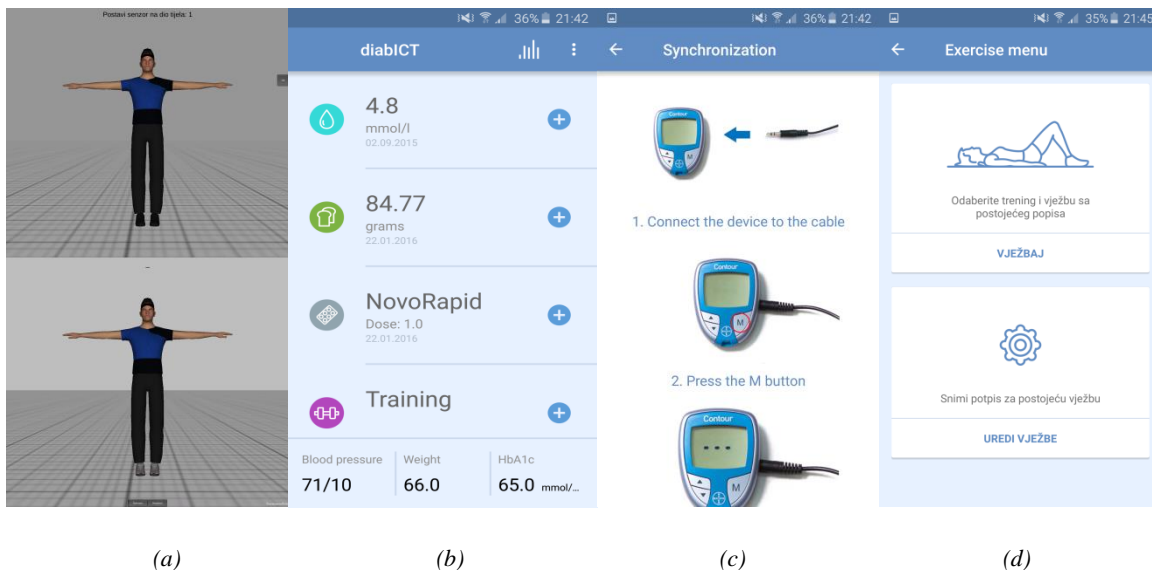 Postavi senzor na dio tijela: 1
36% 21:42
diabICT
4.8
mmol/l
02.09.2015
84.77
grams
22.01.2016
NovoRapid
Dose: 1.0
22.01.2016
Training
Blood pressure
Weight
HbA1c
71/10
66.0
65.0 mmol/...
36% 21:42
Synchronization
Contour
M
1. Connect the device to the cable
Contour
M
2. Press the M button
Contour
---
M
35% 21:45
Exercise menu
Odaberite trening i vježbu sa
postojećeg popisa
VJEŽBAJ
Snimi potpis za postojeću vježbu
UREDI VJEŽBE
(a)
(b)
(c)
(d)